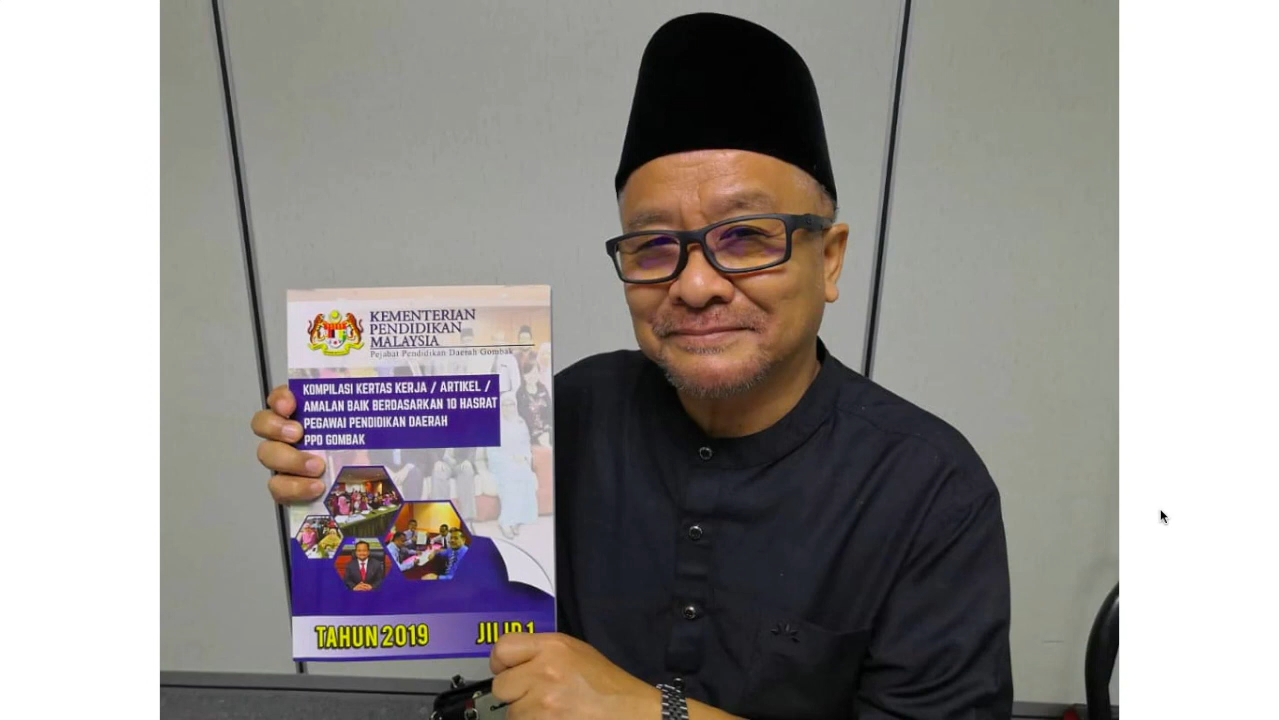 KEMENTERIAN
PENDIDIKAN
MALAYSIA
Pejabat Pendidikan Daerah Gombak
KOMPILASI KERTAS KERJA / ARTIKEL /
AMALAN BAIK BERDASARKAN 10 HASRAT
PEGAWAI PENDIDIKAN DAERAH
PPD GOMBAK
TAHUN 2019 JILID 1